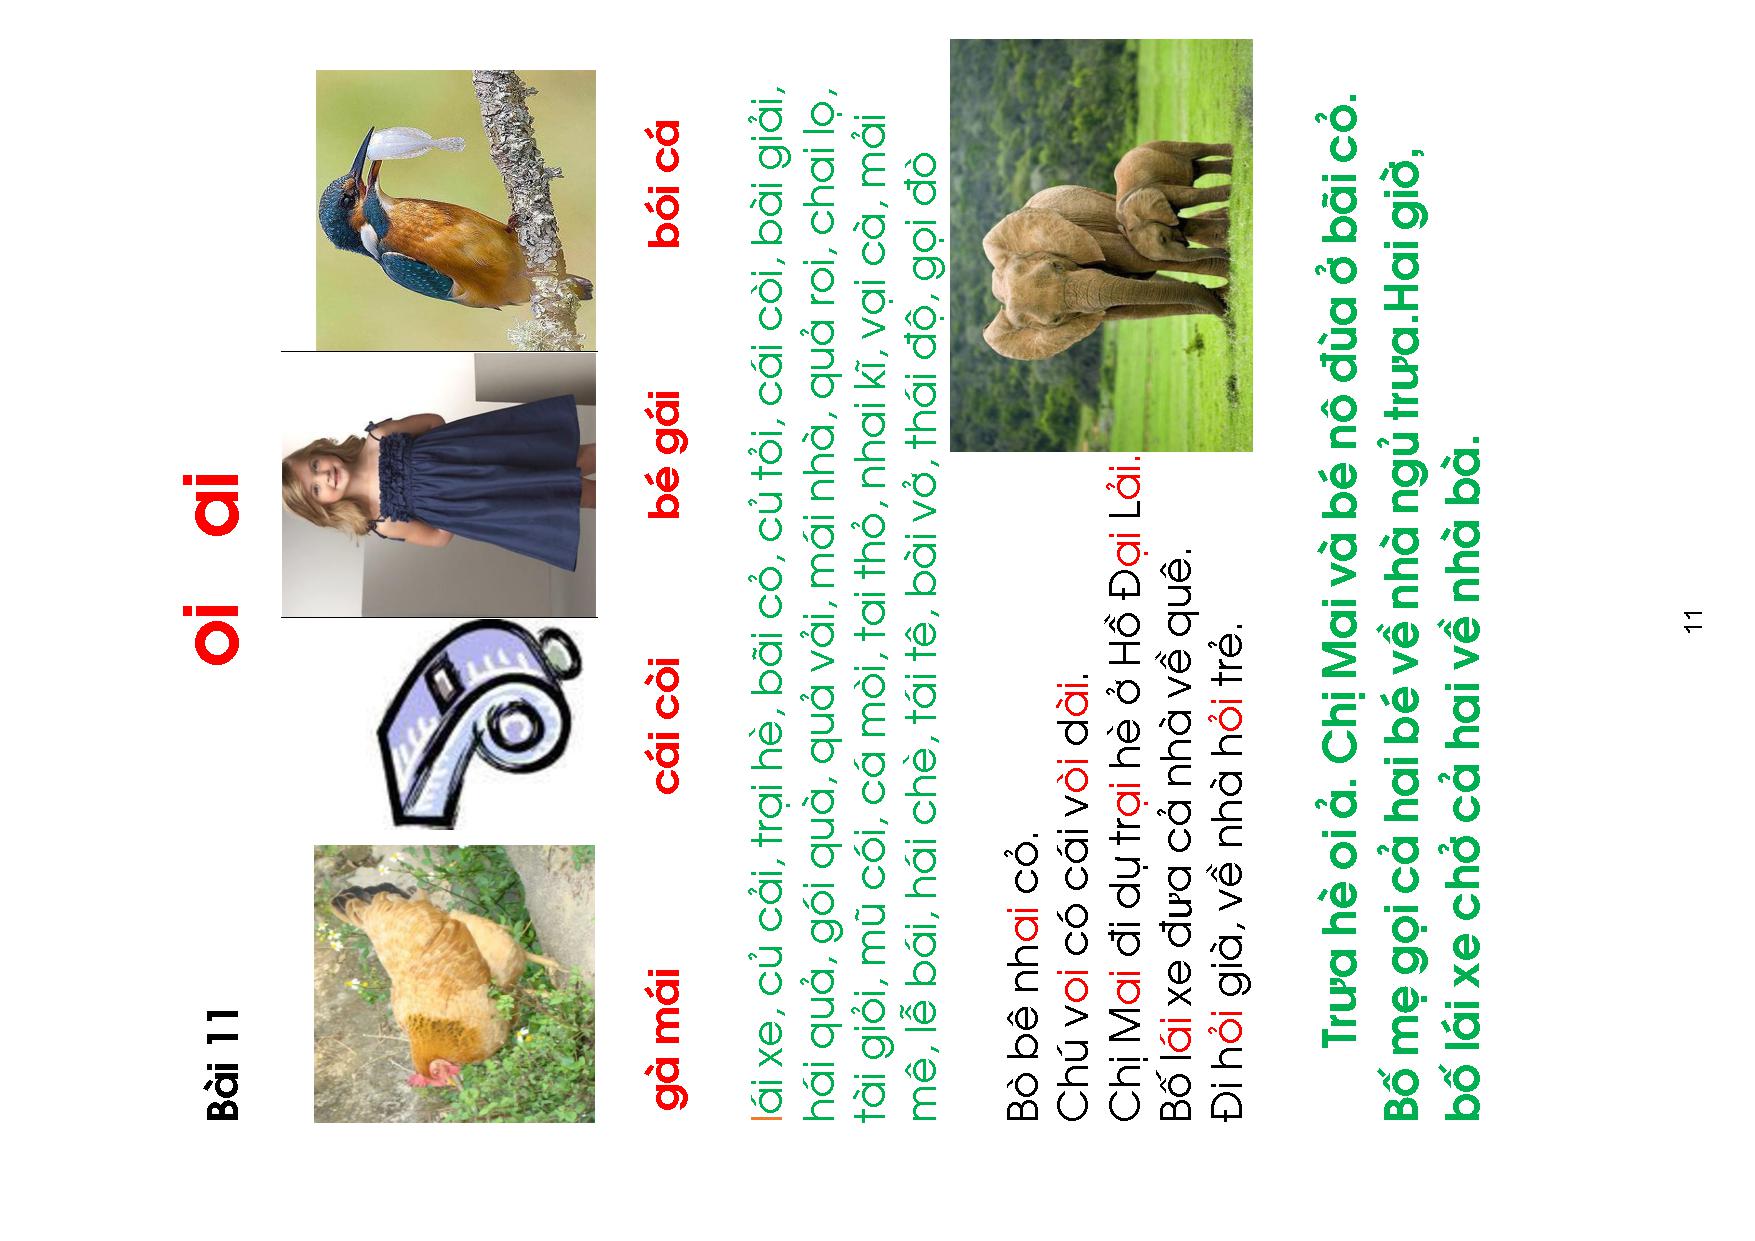 Bài 11 oi ai
gà mái cái còi bé gái bói cá
lái xe, củ cải, trại hè, bãi cỏ, củ tỏi, cái còi, bài giải,
hái quả, gói quà, quả vải, mái nhà, quả roi, chai lọ,
tài giỏi, mũ cói, cá mòi, tai thỏ, nhai kĩ, vại cà, mải
mê, lễ bái, hái chè, tái tê, bài vở, thái độ, gọi đò
Bò bê nhai cỏ.
Chú voi có cái vòi dài.
Chị Mai đi dự trại hè ở Hồ Đại Lải.
Bố lái xe đưa cả nhà về quê.
Đi hỏi già, về nhà hỏi trẻ.
Trưa hè oi ả. Chị Mai và bé nô đùa ở bãi cỏ.
Bố mẹ gọi cả hai bé về nhà ngủ trưa.Hai giờ,
bố lái xe chở cả hai về nhà bà.
11